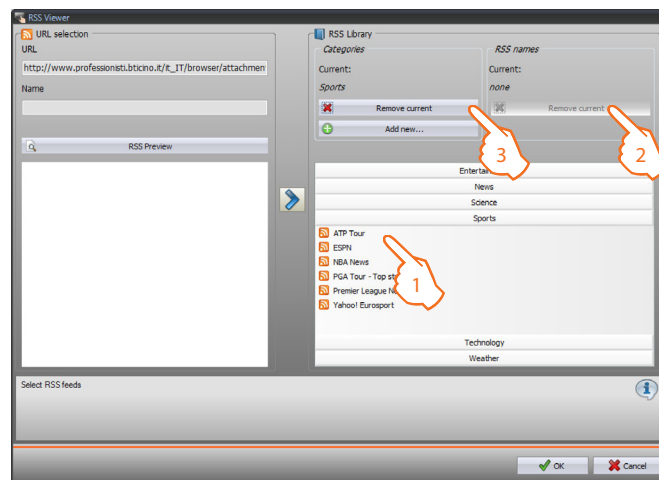 RSS Viewer
URL selection
URL
http://www.professionisti.bticino.it/it_IT/browser/attachmen
Name
RSS Preview
RSS Library
Categories
Current:
Sports
Remove current
Add new...
RSS names
Current:
none
Remove current
3
2
News
Science
Sports
ATP Tour
ESPN
NBA News
PGA Tour - Top
Premier League
Yahoo! Eurosport
1
Technology
Weather
Select RSS feeds
OK
Cancel